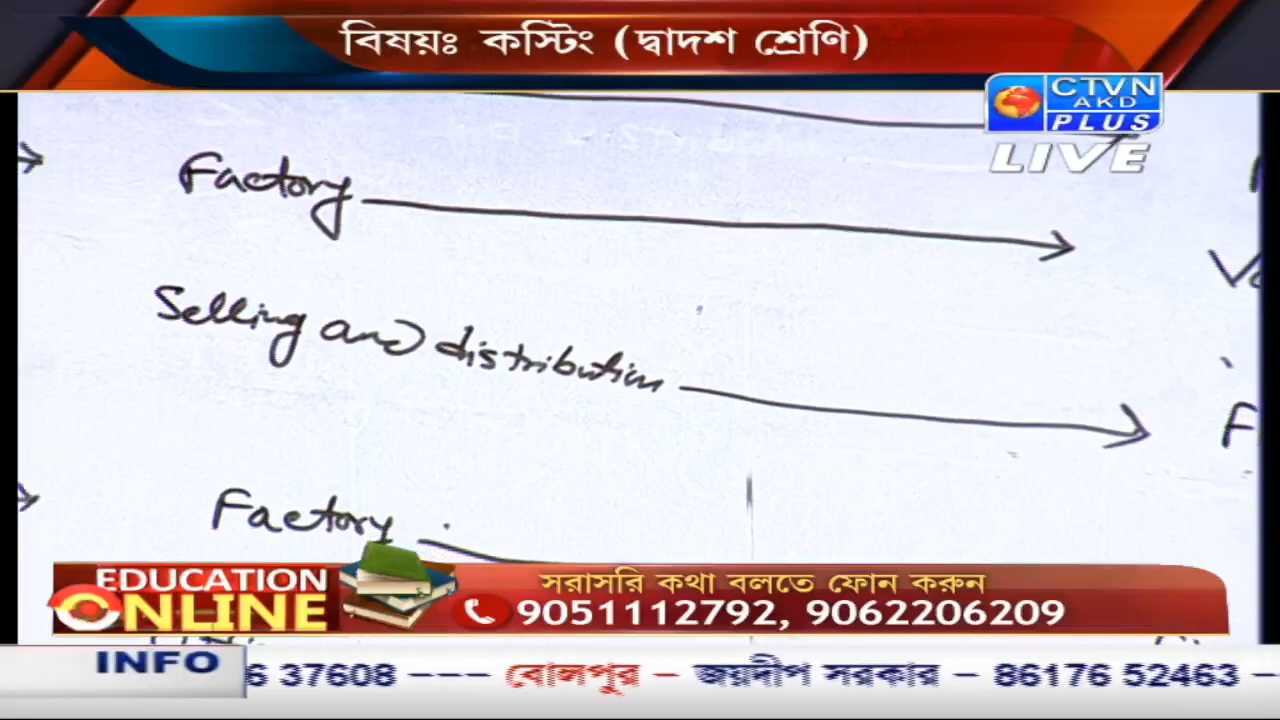 বিষয়ঃ কস্টিং (দ্বাদশ শ্রেণি)
CTVN
AKD
PLUS
LIVE
Factory
Selling and distribution
F
Factory
EDUCATION
ONLINE
সরাসরি কথা বলতে ফোন করুন
9051112792, 9062206209
INFO
6 37608 ---- বোলপুর - জয়দীপ সরকার - 86176 52463 -